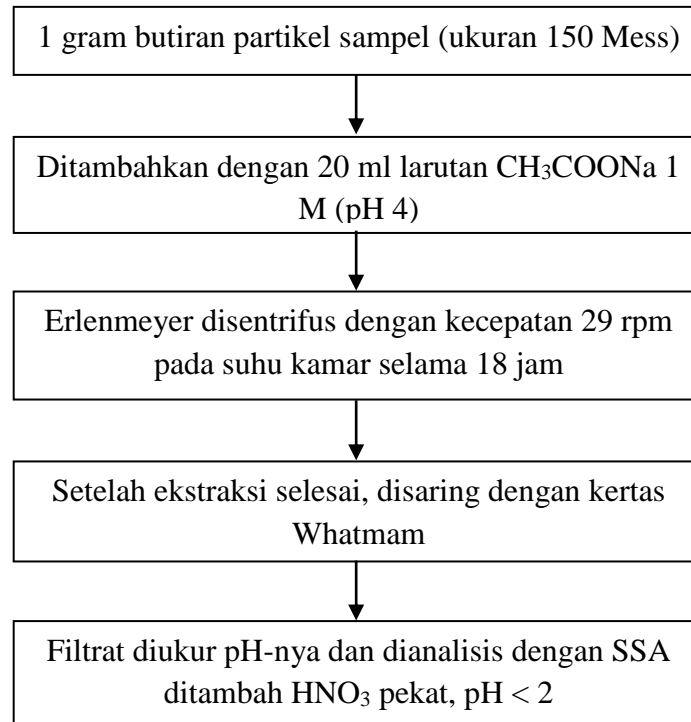 1 gram butiran partikel sampel (ukuran 150 Mess)
Ditambahkan dengan 20 ml larutan CH₃COONa 1
M (pH 4)
Erlenmeyer disentrifus dengan kecepatan 29 rpm
pada suhu kamar selama 18 jam
Setelah ekstraksi selesai, disaring dengan kertas
Whatmam
Filtrat diukur pH-nya dan dianalisis dengan SSA
ditambah HNO₃ pekat, pH < 2